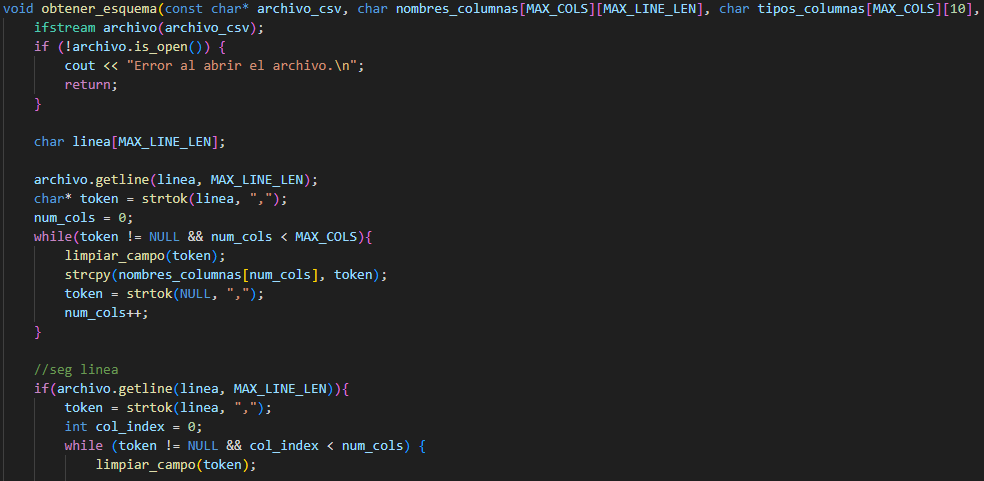 void obtener_esquema(const char* archivo_csv, char nombres_columnas[MAX_COLS][MAX_LINE_LEN], char tipos_columnas[MAX_COLS][10],
    ifstream archivo(archivo_csv);
    if (!archivo.is_open()) {
        cout << "Error al abrir el archivo.\n";
        return;
    }

    char linea[MAX_LINE_LEN];

    archivo.getline(linea, MAX_LINE_LEN);
    char* token = strtok(linea, ",");
    num_cols = 0;
    while(token != NULL && num_cols < MAX_COLS){
        limpiar_campo(token);
        strcpy(nombres_columnas[num_cols], token);
        token = strtok(NULL, ",");
        num_cols++;
    }

    //seg linea
    if(archivo.getline(linea, MAX_LINE_LEN)){
        token = strtok(linea, ",");
        int col_index = 0;
        while (token != NULL && col_index < num_cols) {
            limpiar_campo(token);